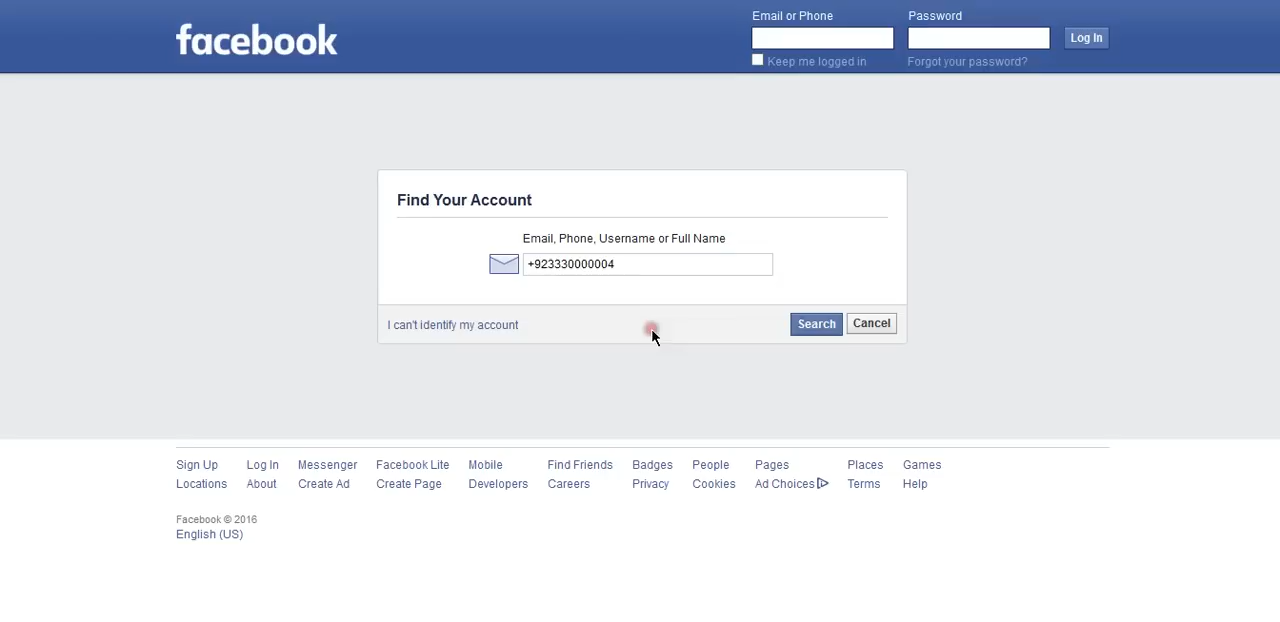 facebook
Email or Phone Password
Log In
Keep me logged in Forgot your password?
Find Your Account
Email, Phone, Username or Full Name
+923330000004
I can't identify my account Search Cancel
Sign Up Log In Messenger Facebook Lite Mobile Find Friends Badges People Pages Places Games
Locations About Create Ad Create Page Developers Careers Privacy Cookies Ad Choices Terms Help
Facebook © 2016
English (US)